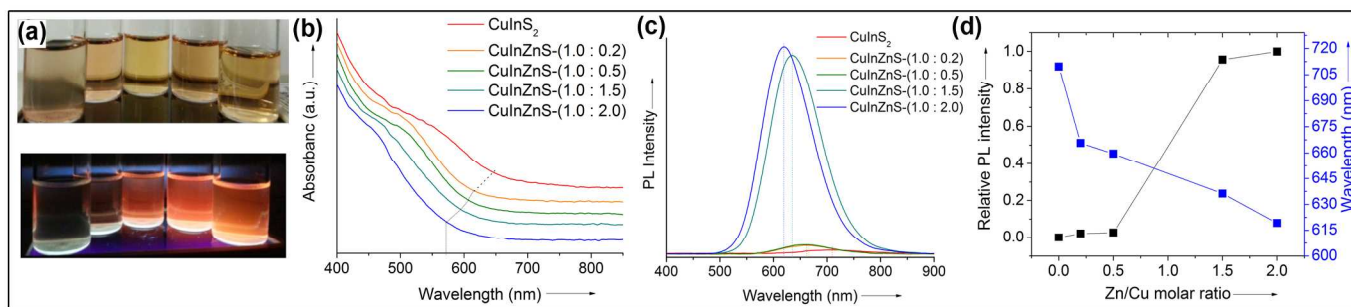 (a)
(b)
Absorbanc (a.u.)
CuInS₂
CuInZnS-(1.0 : 0.2)
CuInZnS-(1.0 : 0.5)
CuInZnS-(1.0 : 1.5)
CuInZnS-(1.0 : 2.0)
400 500 600 700 800
Wavelength (nm)
(c)
PL Intensity
CuInS₂
CuInZnS-(1.0 : 0.2)
CuInZnS-(1.0 : 0.5)
CuInZnS-(1.0 : 1.5)
CuInZnS-(1.0 : 2.0)
400 500 600 700 800 900
Wavelength (nm)
(d)
Relative PL intensity
1.0
0.8
0.6
0.4
0.2
0.0
0.0 0.5 1.0 1.5 2.0
Zn/Cu molar ratio
720
705
690
675
660
645
630
615
600
Wavelength (nm)